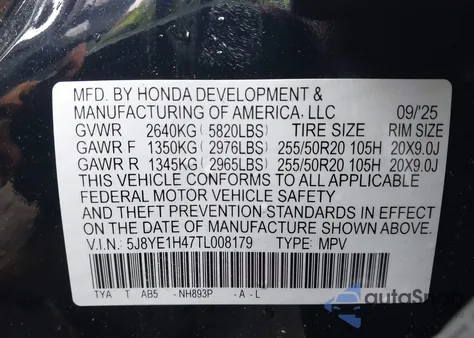 MFD. BY HONDA DEVELOPMENT &
MANUFACTURING OF AMERICA, LLC 09/25
GVWR 2640KG ( 5820LBS) TIRE SIZE RIM SIZE
GAWR F 1350KG ( 2976LBS) 255/50R20 105H 20X9.0J
GAWR R 1345KG ( 2965LBS) 255/50R20 105H 20X9.0J
THIS VEHICLE CONFORMS TO ALL APPLICABLE
FEDERAL MOTOR VEHICLE SAFETY
AND THEFT PREVENTION STANDARDS IN EFFECT
ON THE DATE OF MANUFACTURE SHOWN ABOVE.
V.I.N.: 5J8YE1H47TL008179 TYPE: MPV
TYA T AB5 -NH893P -A-L